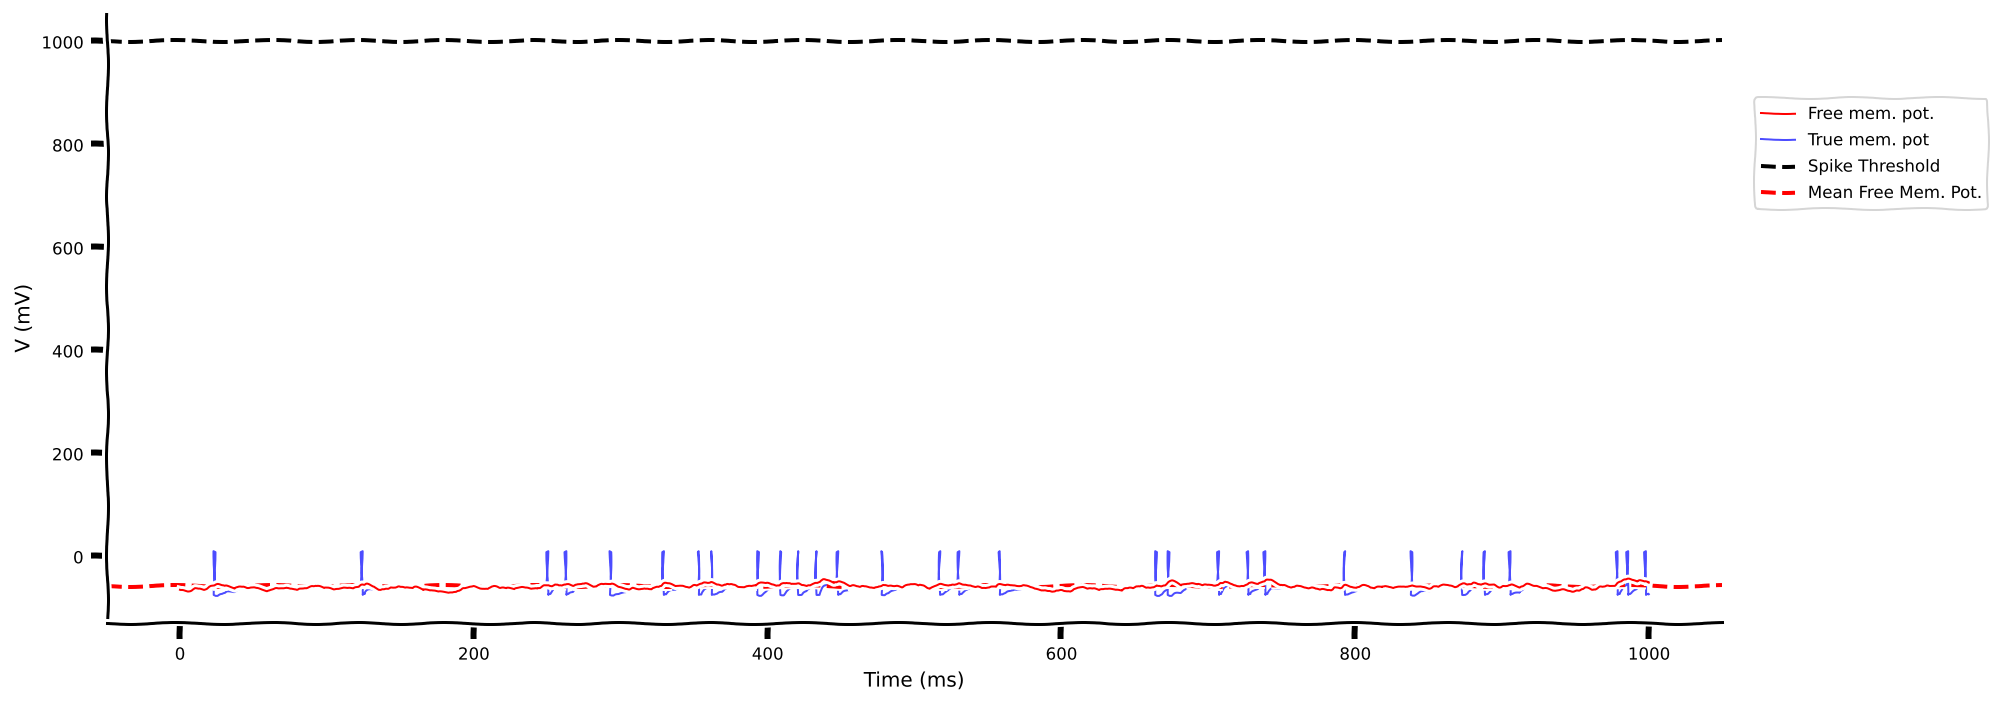 1000
800
600
400
200
0
V (mV)
0 200 400 600 800 1000
Time (ms)
Free mem. pot.
True mem. pot
Spike Threshold
Mean Free Mem. Pot.